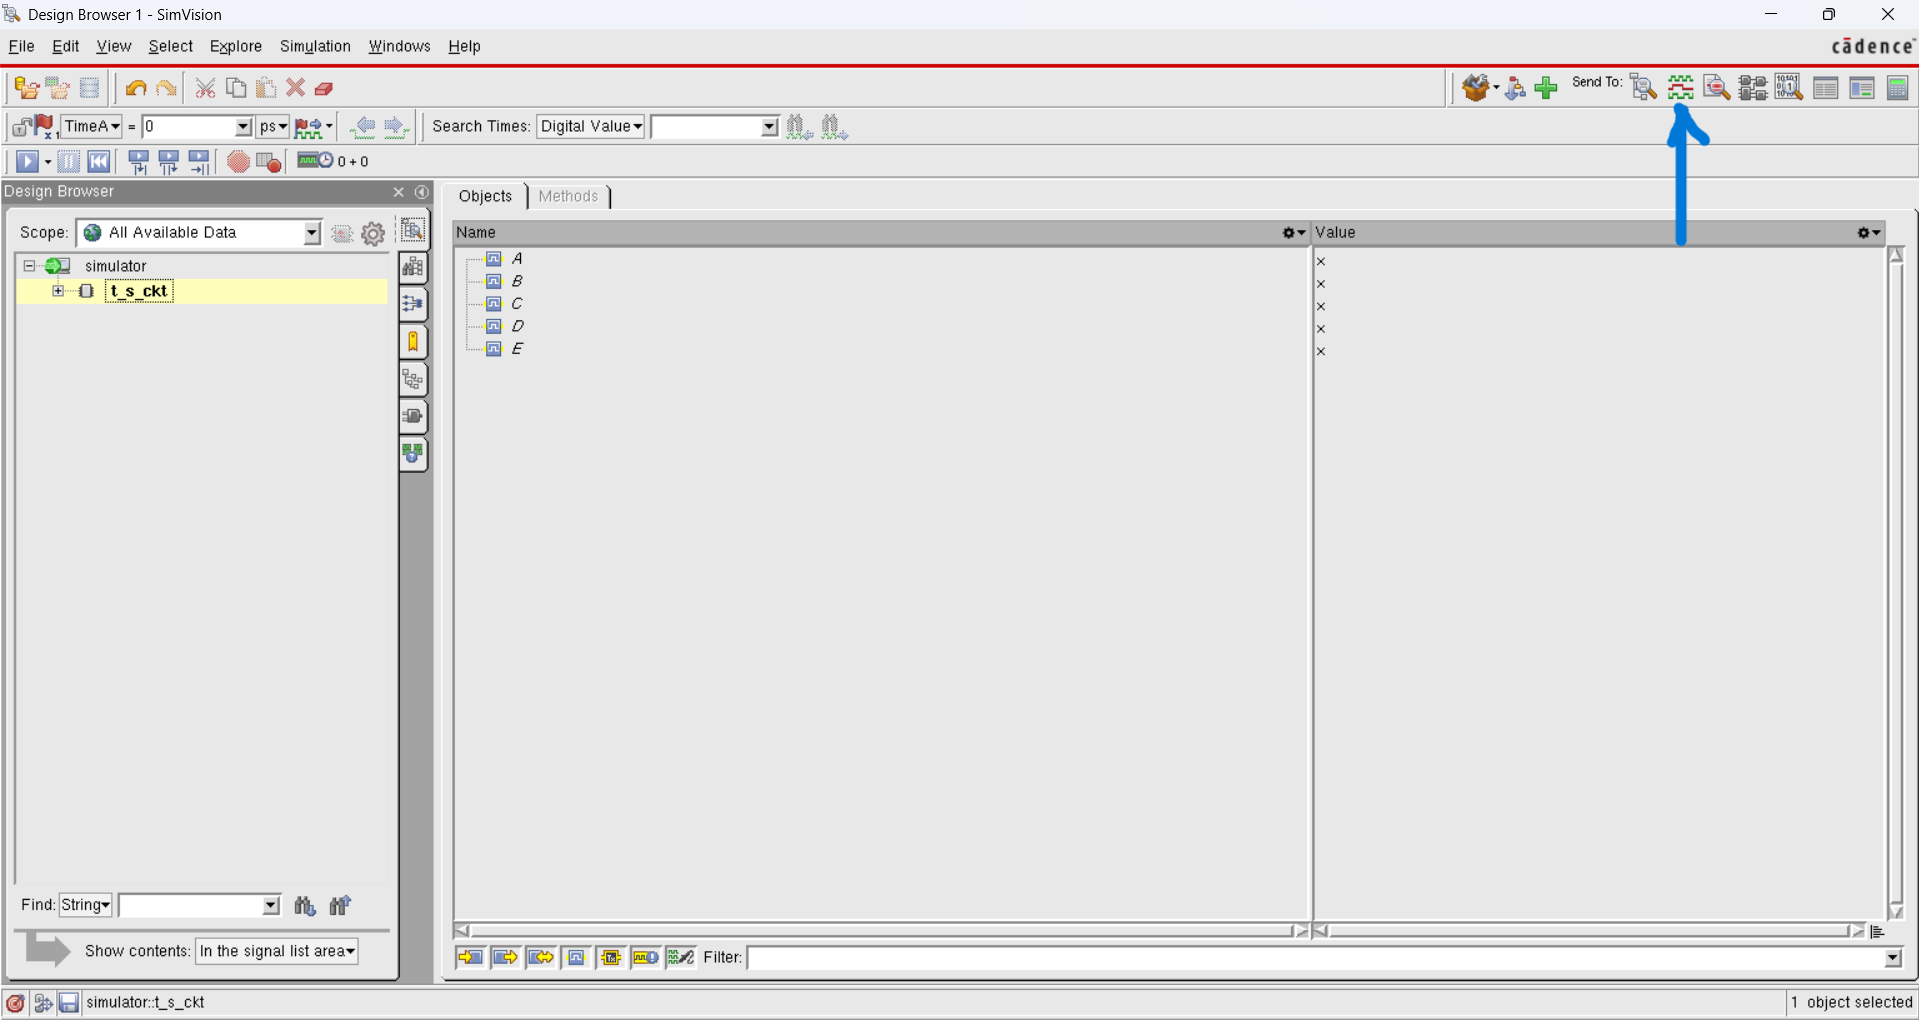 Design Browser 1 - SimVision
File Edit View Select Explore Simulation Windows Help
cādence
Send To:
TimeA = 0 ps
Search Times: Digital Value
0 + 0
Design Browser
Objects Methods
Scope: All Available Data
Name Value
simulator
t_s_ckt
A ×
B ×
C ×
D ×
E ×
Find: String
Show contents: In the signal list area
Filter:
simulator::t_s_ckt
1 object selected